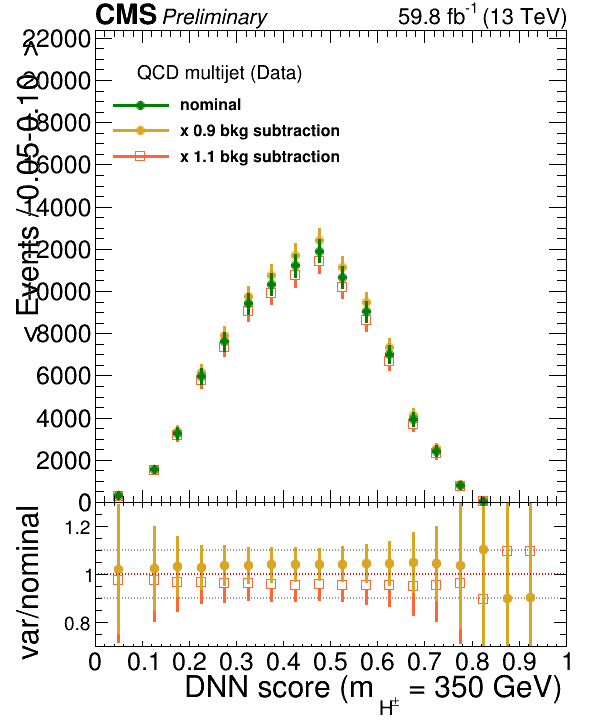 CMS Preliminary 59.8 fb-1 (13 TeV)
< Events / 0.05-0.10 >
22000
20000
18000
16000
14000
12000
10000
8000
6000
4000
2000
0
QCD multijet (Data)
nominal
x 0.9 bkg subtraction
x 1.1 bkg subtraction
var/nominal
1.2
1
0.8
0 0.1 0.2 0.3 0.4 0.5 0.6 0.7 0.8 0.9 1
DNN score (m H± = 350 GeV)